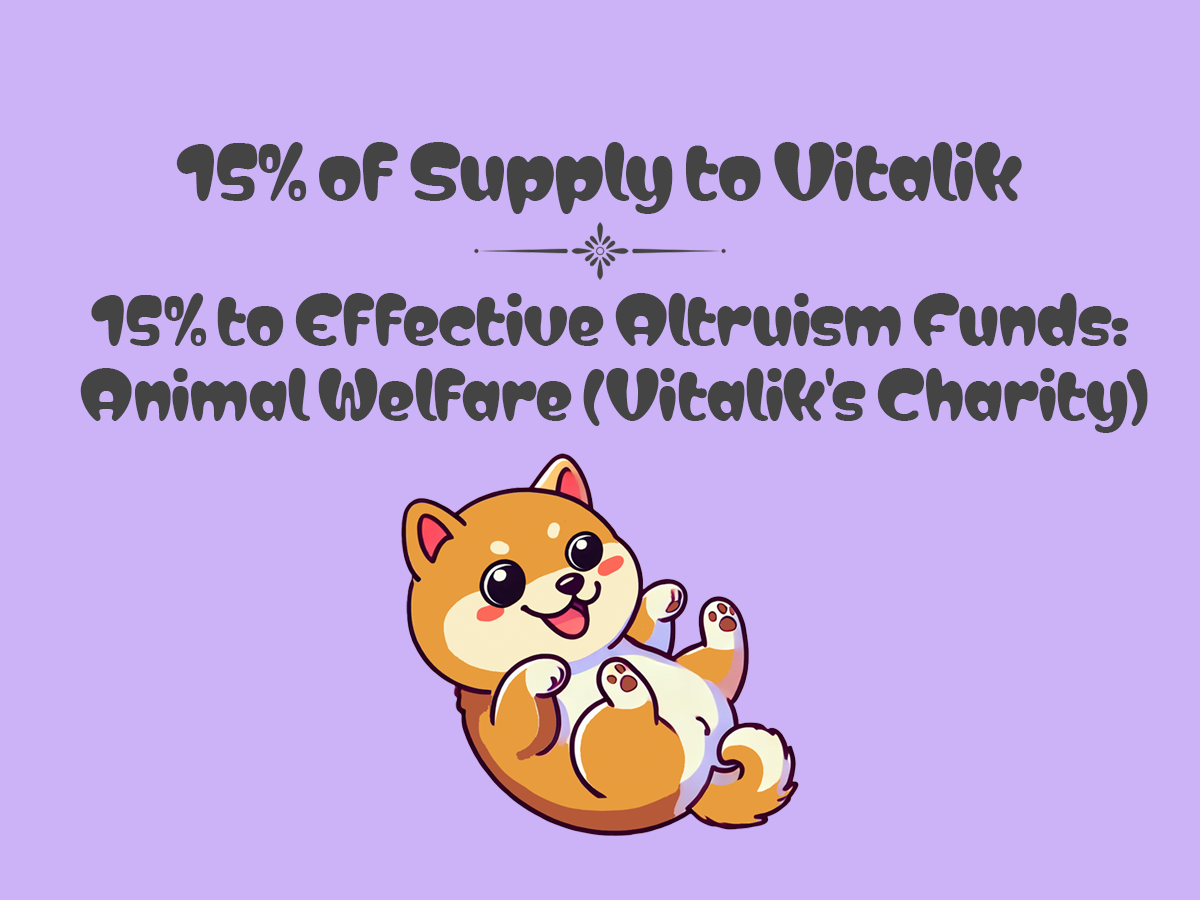 15% of Supply to Vitalik
15% to Effective Altruism Funds:
Animal Welfare (Vitalik's Charity)